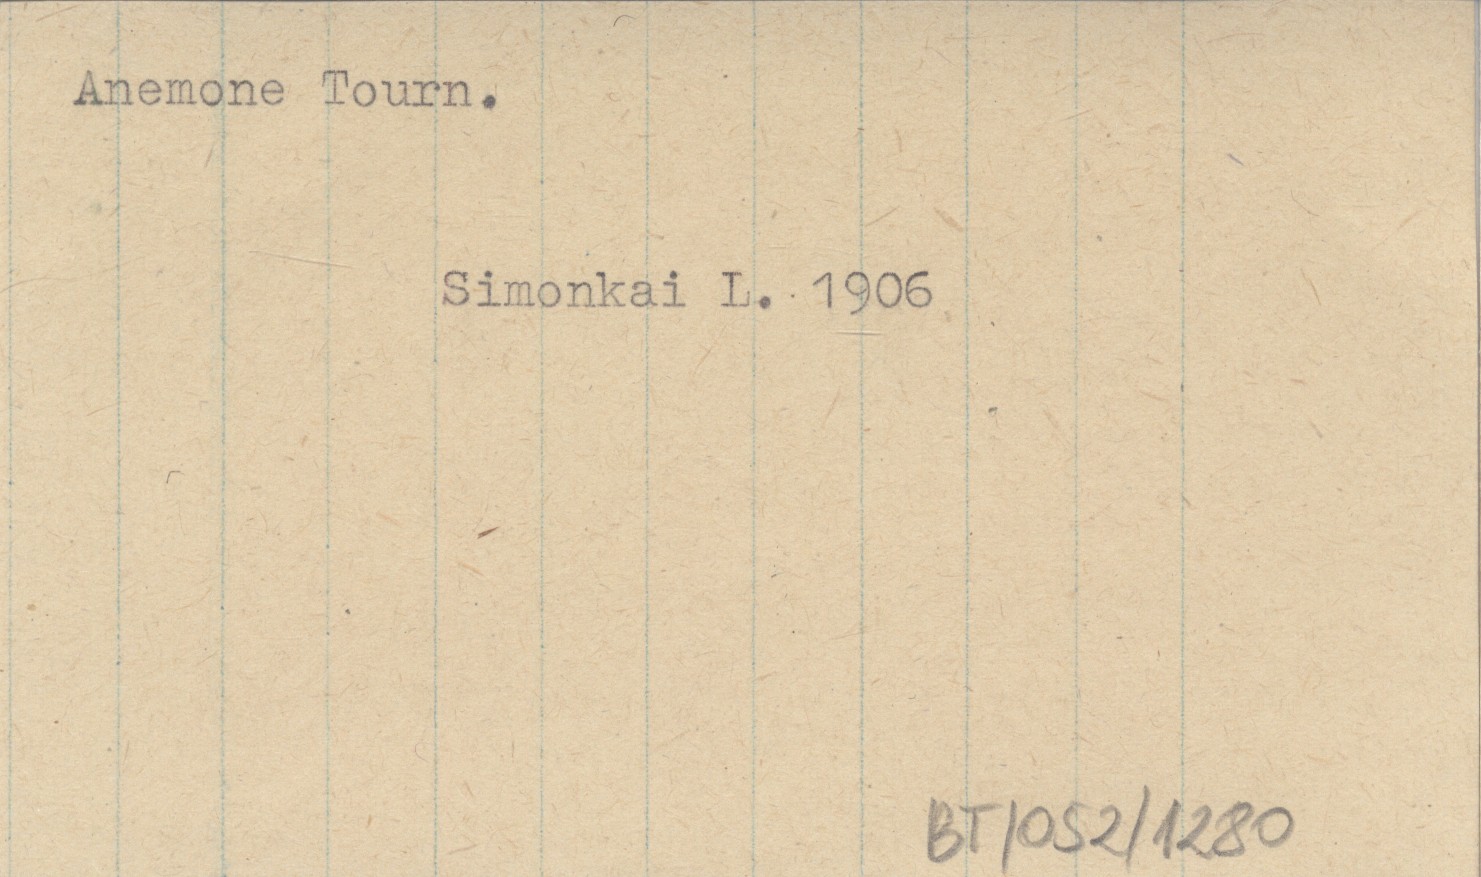 Anemone Tourn.
Simonkai L. 1906
BT/052/1280